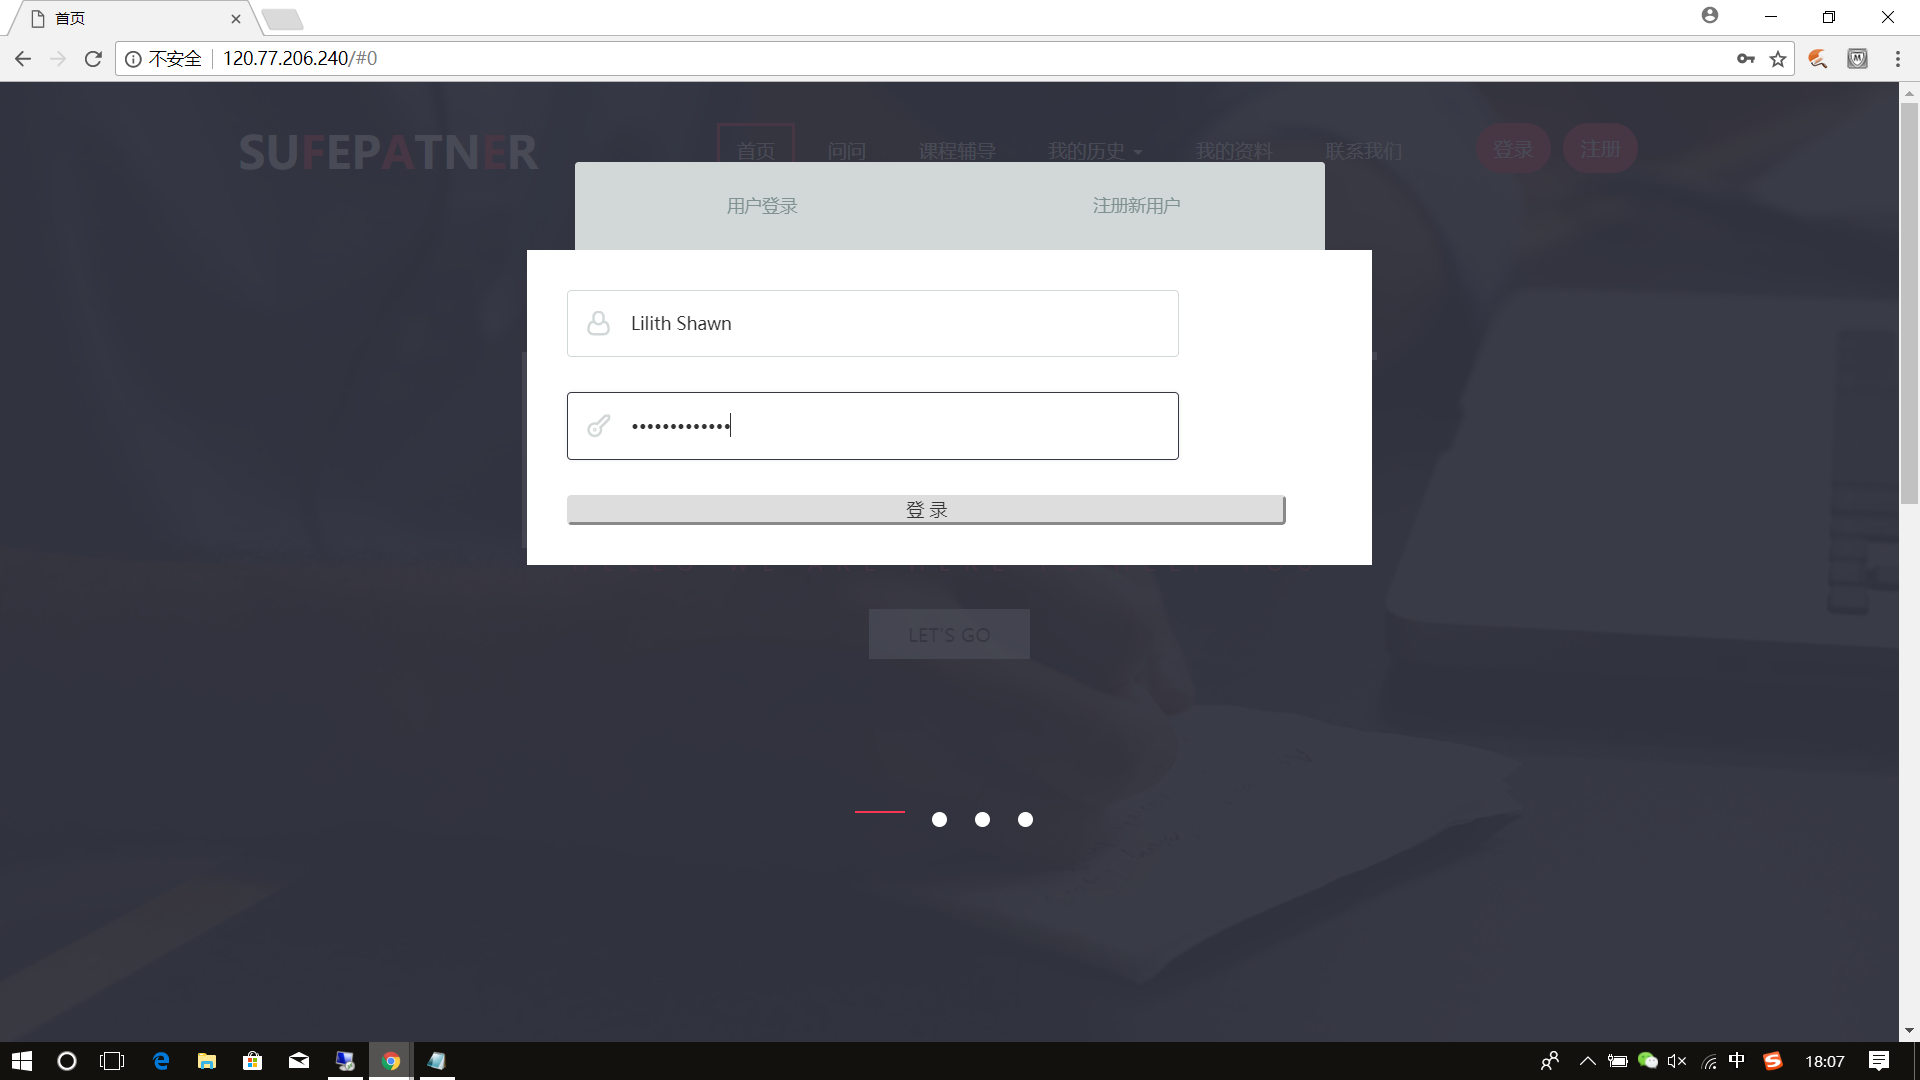 首页
不安全 120.77.206.240/#0
SUFEPATNER
首页 问问 课程辅导 我的历史 我的资料 联系我们 登录 注册
用户登录 注册新用户
Lilith Shawn
•••••••••••••
登 录
LET'S GO
中 18:07